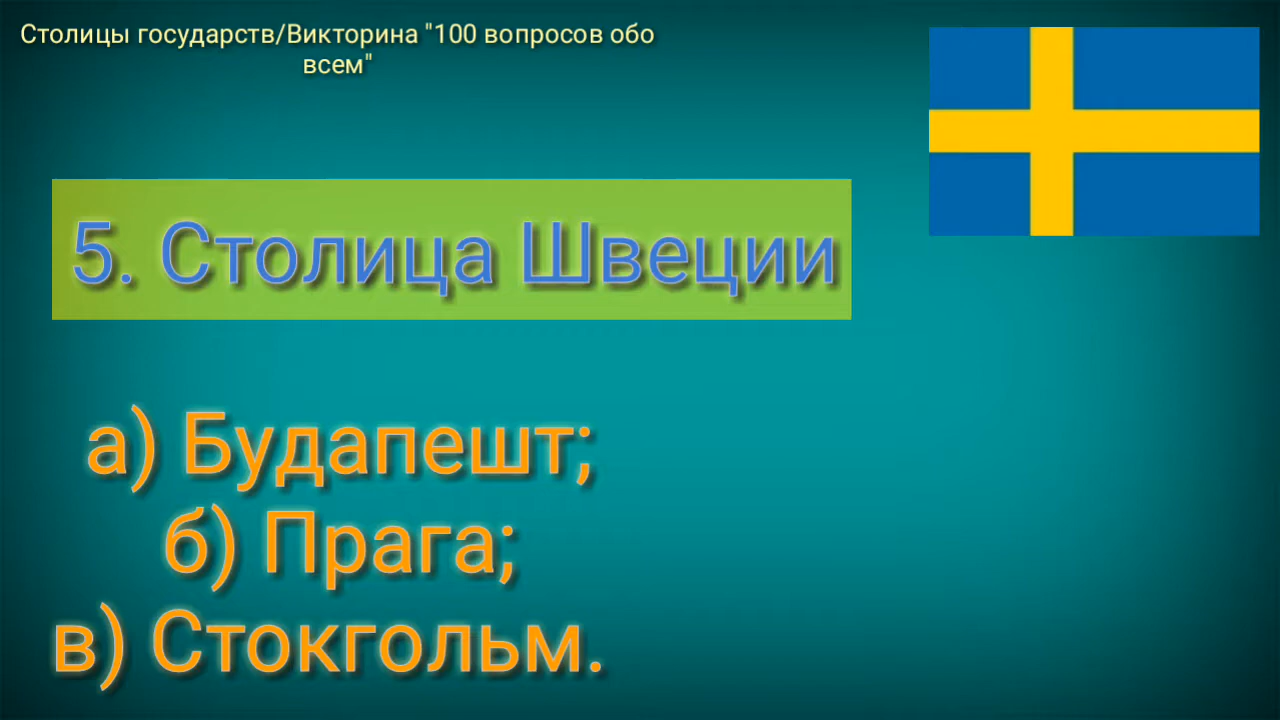 Столицы государств/Викторина "100 вопросов обо
всем"
5. Столица Швеции
а) Будапешт;
б) Прага;
в) Стокгольм.